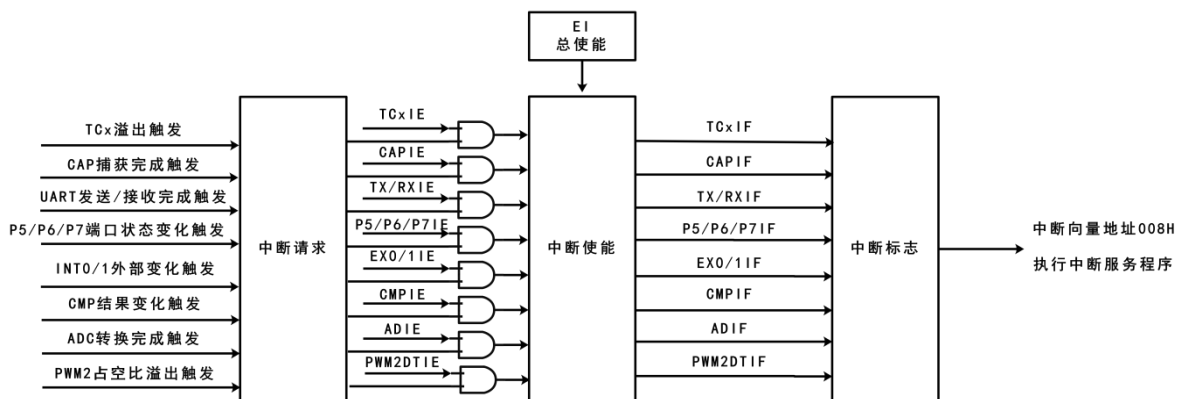 EI
总使能
TCx溢出触发
CAP捕获完成触发
UART发送/接收完成触发
P5/P6/P7端口状态变化触发
INT0/1外部变化触发
CMP结果变化触发
ADC转换完成触发
PWM2占空比溢出触发
中断请求
TCxIE
CAPIE
TX/RXIE
P5/P6/P7IE
EX0/1IE
CMPIE
ADIE
PWM2DTIE
中断使能
TCxIF
CAPIF
TX/RXIF
P5/P6/P7IF
EX0/1IF
CMPIF
ADIF
PWM2DTIF
中断标志
中断向量地址008H
执行中断服务程序